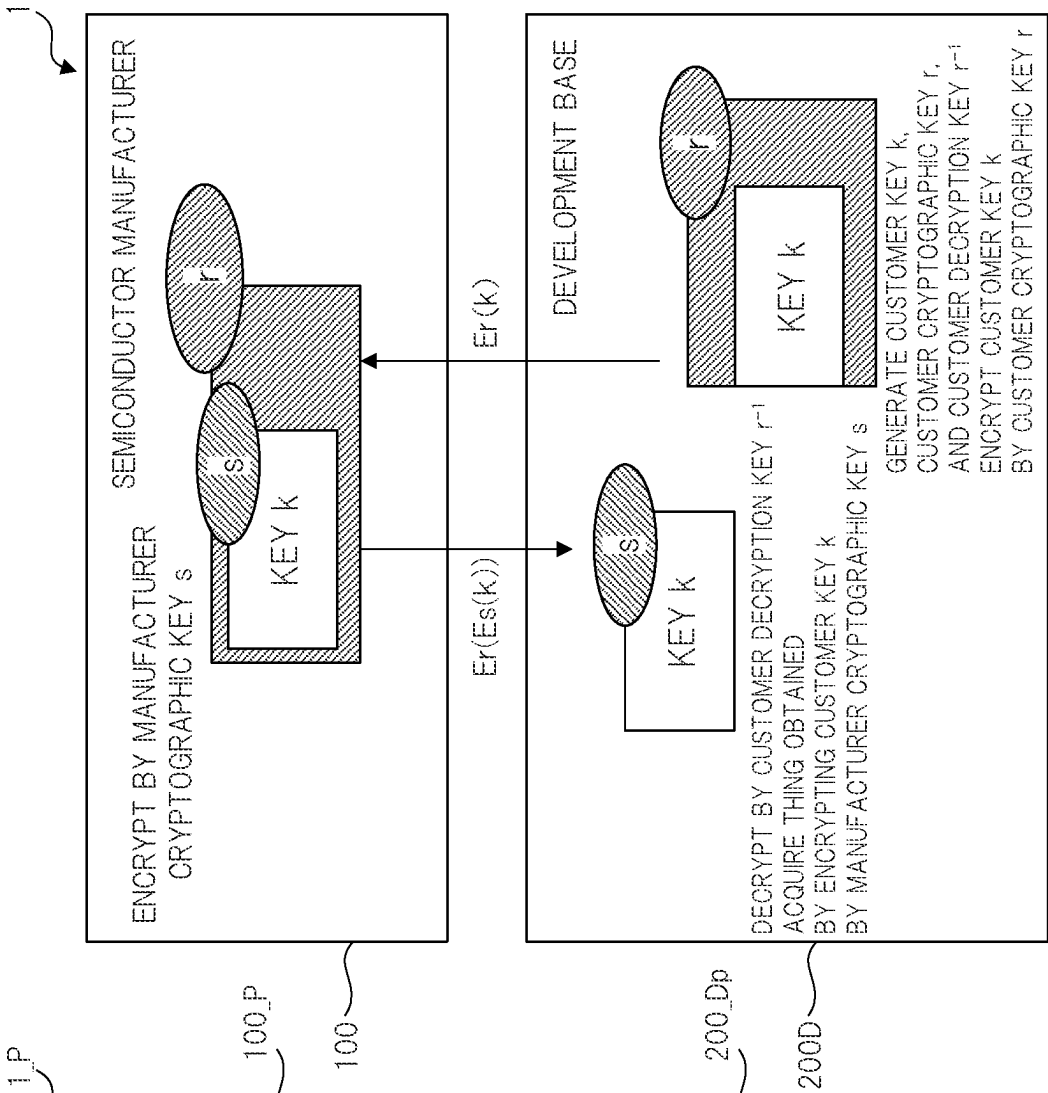 1
SEMICONDUCTOR MANUFACTURER
ENCRYPT BY MANUFACTURER
CRYPTOGRAPHIC KEY s
r
s
KEY k
100
Er(Es(k))
Er(k)
DEVELOPMENT BASE
s
KEY k
r
KEY k
DECRYPT BY CUSTOMER DECRYPTION KEY r⁻¹
ACQUIRE THING OBTAINED
BY ENCRYPTING CUSTOMER KEY k
BY MANUFACTURER CRYPTOGRAPHIC KEY s
GENERATE CUSTOMER KEY k,
CUSTOMER CRYPTOGRAPHIC KEY r,
AND CUSTOMER DECRYPTION KEY r⁻¹
ENCRYPT CUSTOMER KEY k
BY CUSTOMER CRYPTOGRAPHIC KEY r
200D
1_P
100_P
200_Dp